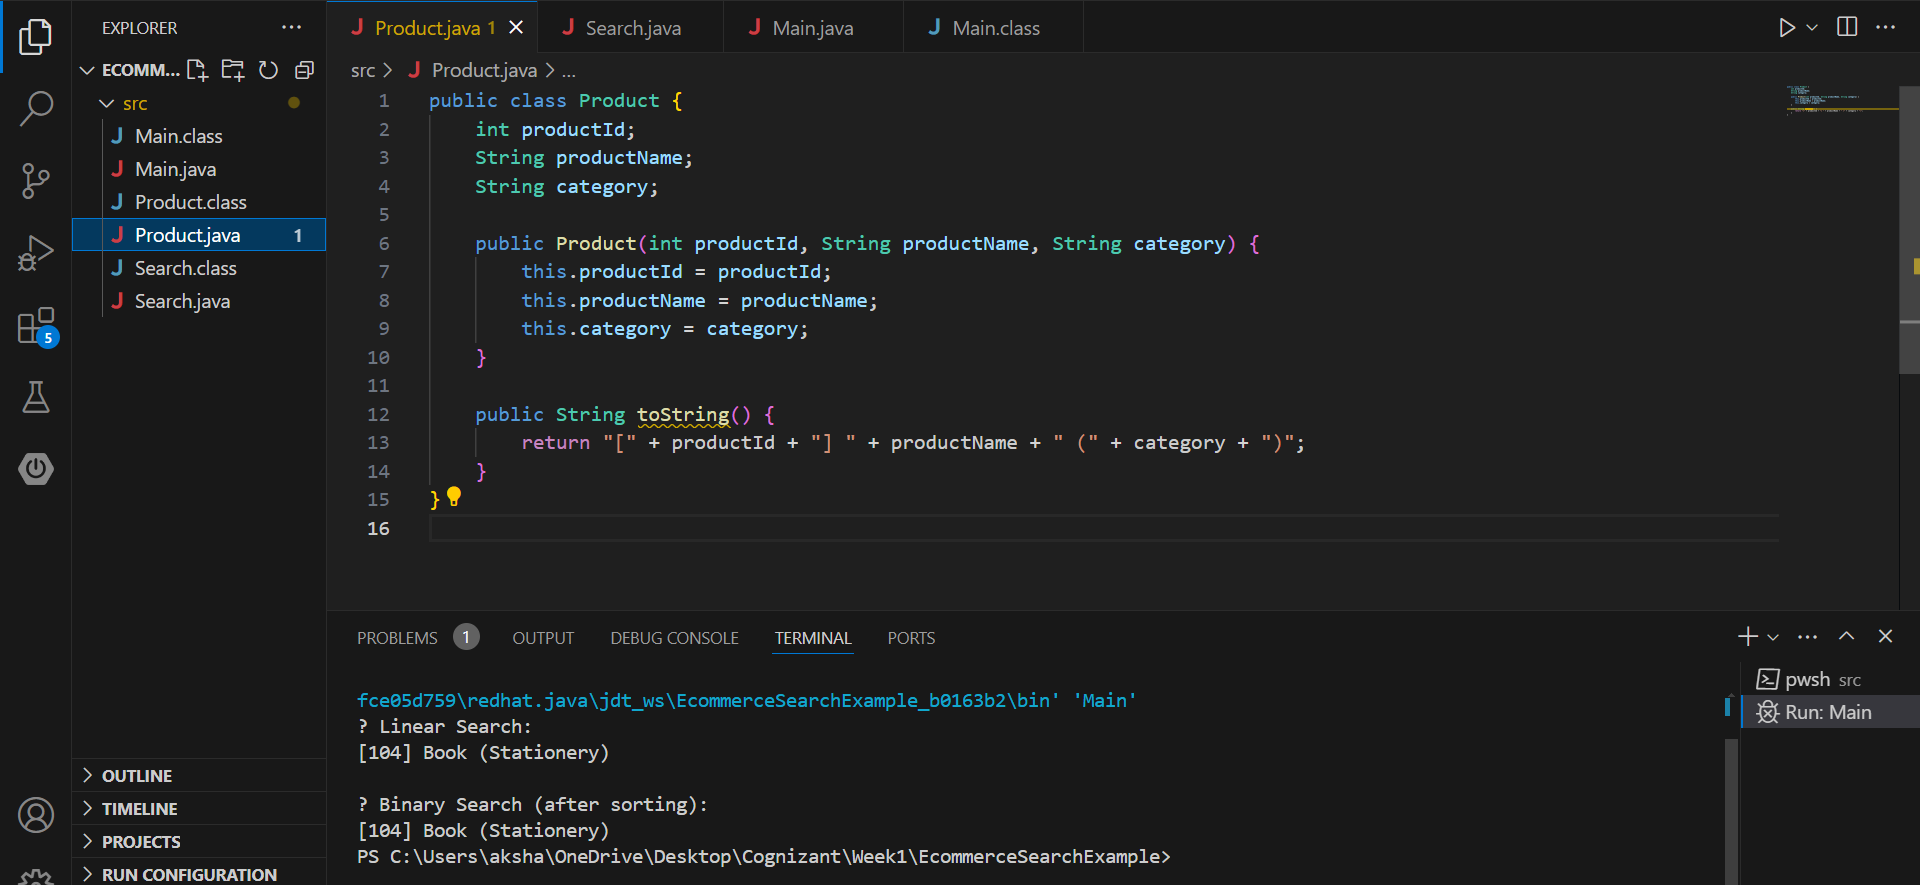 EXPLORER
ECOMM...
src
Main.class
Main.java
Product.class
Product.java 1
Search.class
Search.java
5
OUTLINE
TIMELINE
PROJECTS
RUN CONFIGURATION
Product.java 1
Search.java
Main.java
Main.class
src > Product.java > ...
1 public class Product {
2 int productId;
3 String productName;
4 String category;
5
6 public Product(int productId, String productName, String category) {
7 this.productId = productId;
8 this.productName = productName;
9 this.category = category;
10 }
11
12 public String toString() {
13 return "[" + productId + "] " + productName + " (" + category + ")";
14 }
15 }
16
PROBLEMS 1 OUTPUT DEBUG CONSOLE TERMINAL PORTS
fce05d759\redhat.java\jdt_ws\EcommerceSearchExample_b0163b2\bin' 'Main'
? Linear Search:
[104] Book (Stationery)
? Binary Search (after sorting):
[104] Book (Stationery)
PS C:\Users\aksha\OneDrive\Desktop\Cognizant\Week1\EcommerceSearchExample>
pwsh src
Run: Main